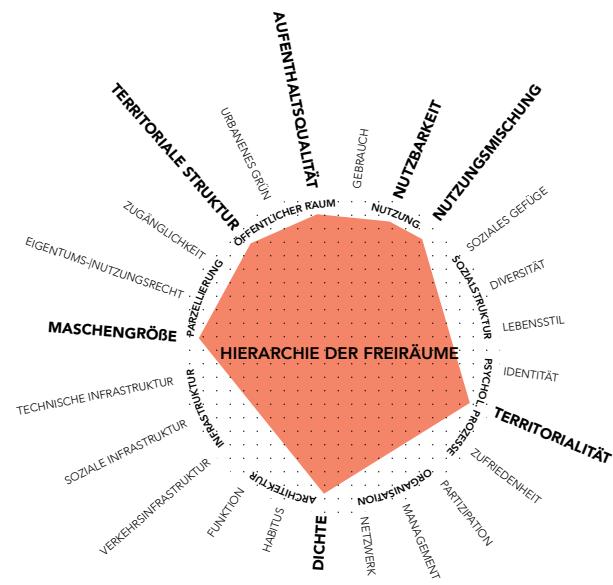 AUFENTHALTSQUALITÄT
GEBRAUCH
NUTZBARKEIT
NUTZUNGSMISCHUNG
SOZIALES GEFÜGE
DIVERSITÄT
LEBENSSTIL
IDENTITÄT
TERRITORIALITÄT
ZUFRIEDENHEIT
PARTIZIPATION
MANAGEMENT
NETZWERK
DICHTE
HABITUS
FUNKTION
VERKEHRSINFRASTRUKTUR
SOZIALE INFRASTRUKTUR
TECHNISCHE INFRASTRUKTUR
MASCHENGRÖßE
EIGENTUMS-/NUTZUNGSRECHT
ZUGÄNGLICHKEIT
TERRITORIALE STRUKTUR
URBANENES GRÜN
ÖFFENTLICHER RAUM
NUTZUNG
SOZIALSTRUKTUR
PSYCHOL. PROZESSE
ORGANISATION
ARCHITEKTUR
INFRASTRUKTUR
PARZELLIERUNG
HIERARCHIE DER FREIRÄUME